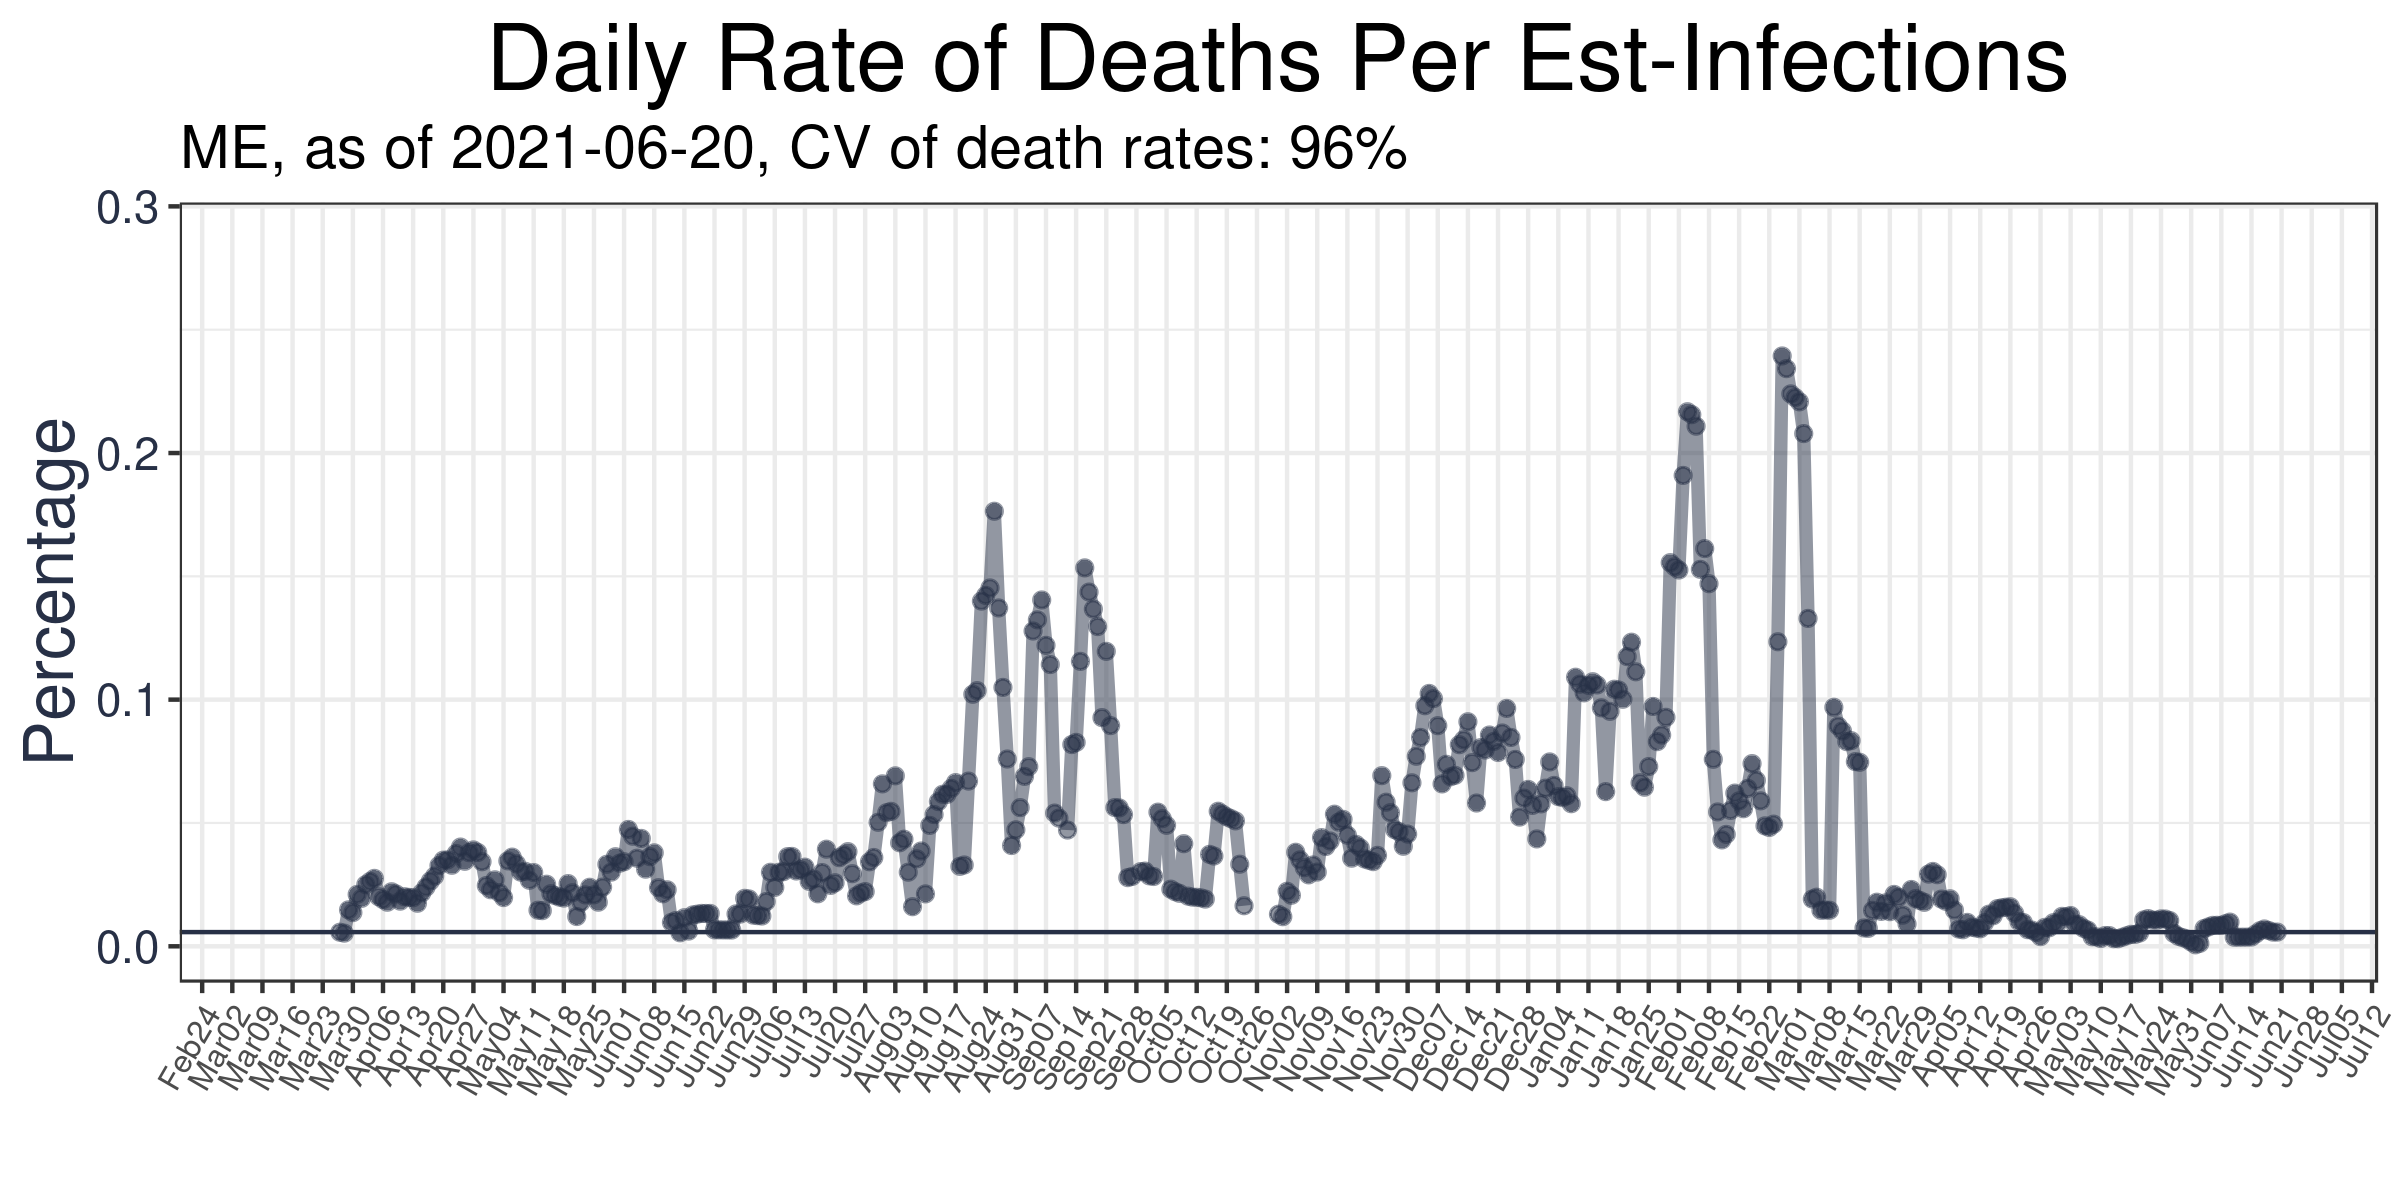 Daily Rate of Deaths Per Est-Infections
ME, as of 2021-06-20, CV of death rates: 96%
Percentage
0.3
0.2
0.1
0.0
Feb24
Mar02
Mar09
Mar16
Mar23
Mar30
Apr06
Apr13
Apr20
Apr27
May04
May11
May18
May25
Jun01
Jun08
Jun15
Jun22
Jun29
Jul06
Jul13
Jul20
Jul27
Aug03
Aug10
Aug17
Aug24
Aug31
Sep07
Sep14
Sep21
Sep28
Oct05
Oct12
Oct19
Oct26
Nov02
Nov09
Nov16
Nov23
Nov30
Dec07
Dec14
Dec21
Dec28
Jan04
Jan11
Jan18
Jan25
Feb01
Feb08
Feb15
Feb22
Mar01
Mar08
Mar15
Mar22
Mar29
Apr05
Apr12
Apr19
Apr26
May03
May10
May17
May24
May31
Jun07
Jun14
Jun21
Jun28
Jul05
Jul12